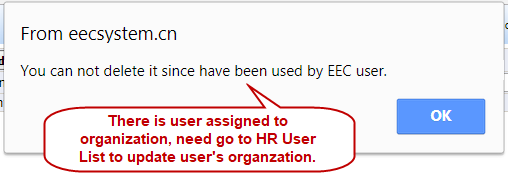 From eecsystem.cn
You can not delete it since have been used by EEC user.
There is user assigned to
organization, need go to HR User
List to update user's organzation.
OK